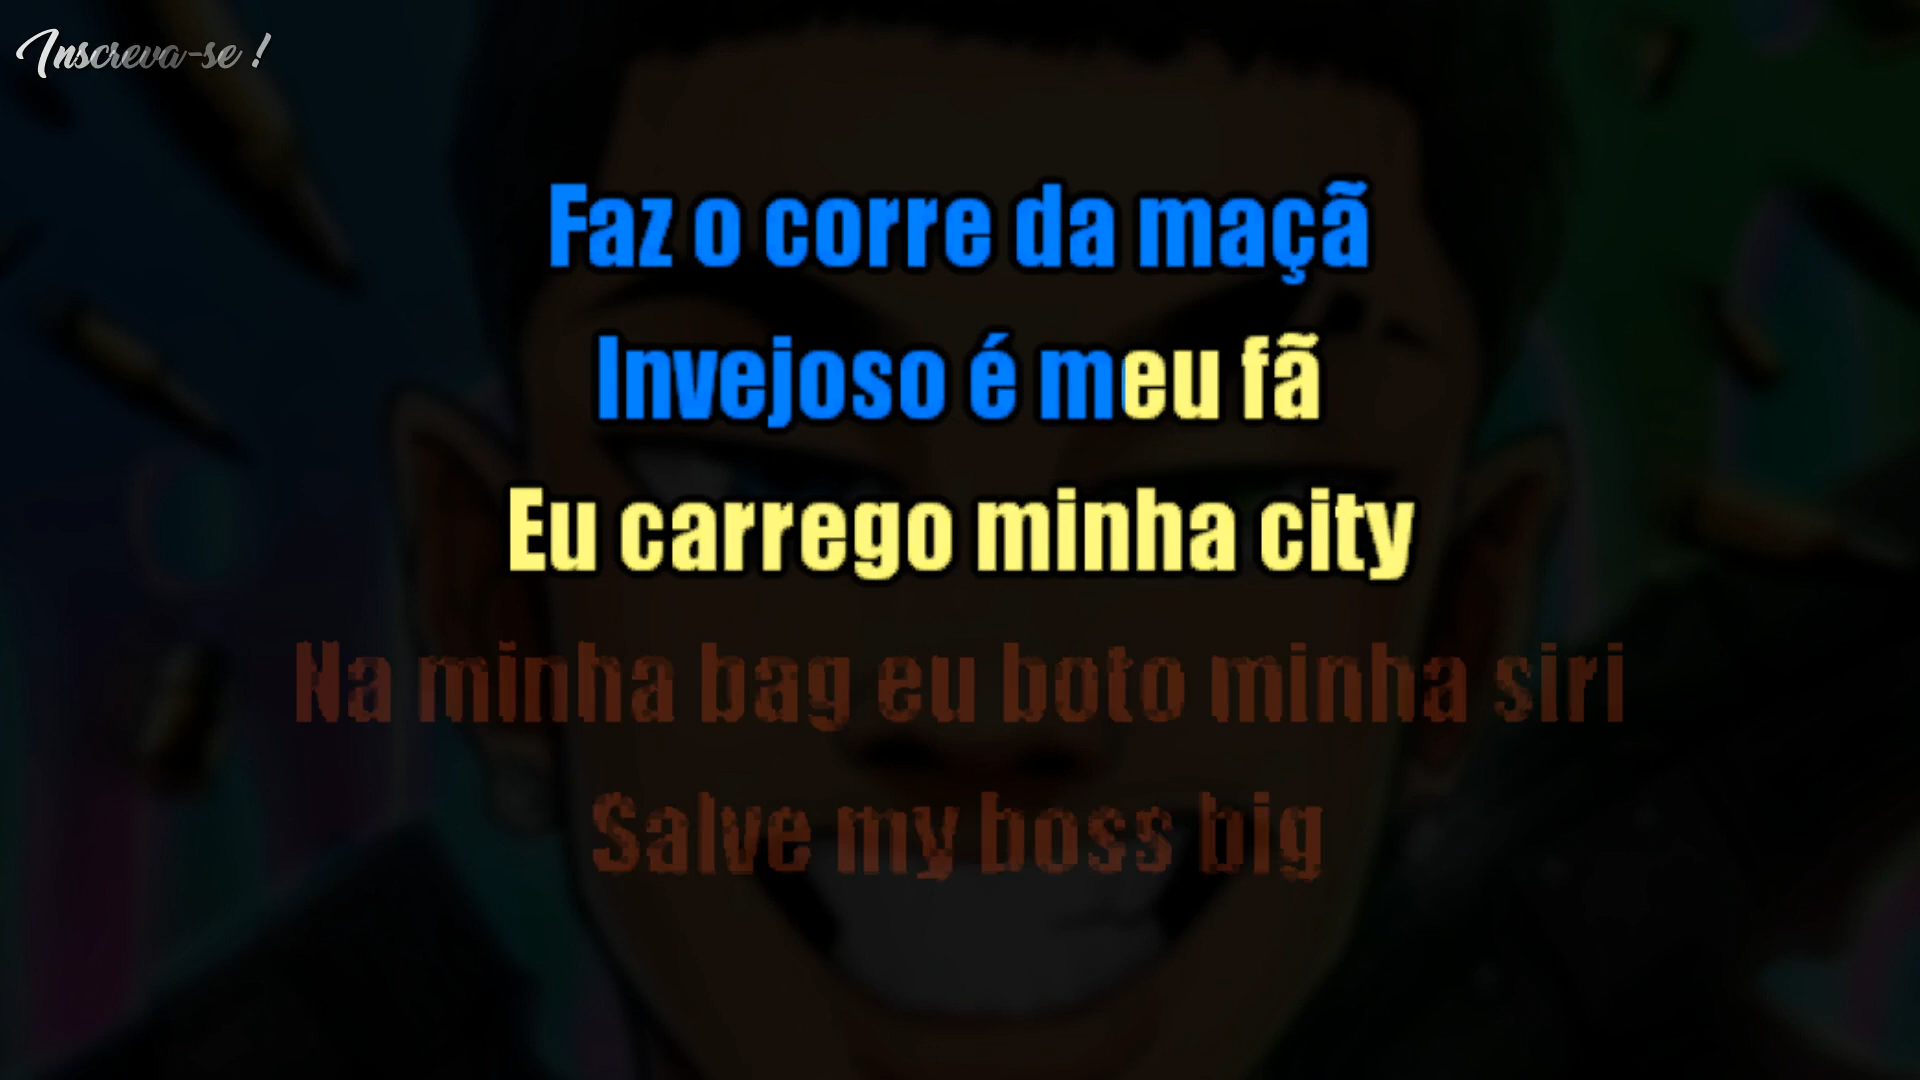 Inscreva-se !
Faz o corre da maçã
Invejoso é meu fã
Eu carrego minha city
Na minha bag eu boto minha siri
Salve my boss big